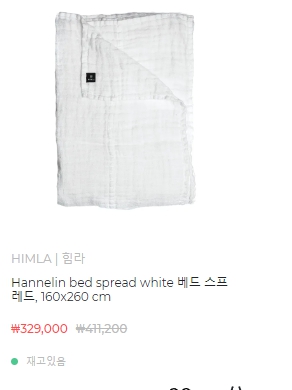 HIMLA | 힘라
Hannelin bed spread white 베드 스프
레드, 160x260 cm
₩329,000 ₩411,200
재고있음